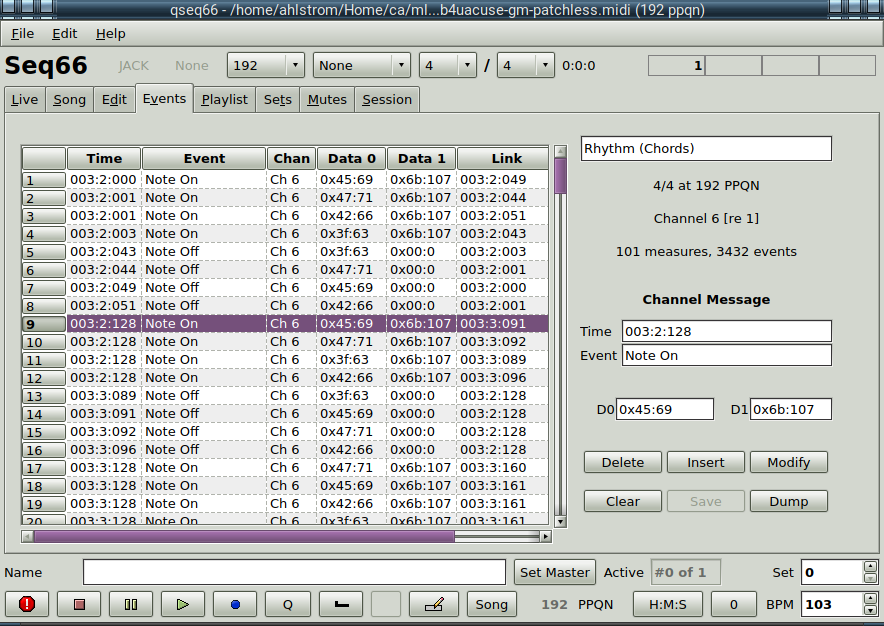 qseq66 - /home/ahlstrom/Home/ca/ml...b4uacuse-gm-patchless.midi (192 ppqn)
File Edit Help
Seq66 JACK None 192 None 4 / 4 0:0:0 1
Live Song Edit Events Playlist Sets Mutes Session
Time Event Chan Data 0 Data 1 Link
1 003:2:000 Note On Ch 6 0x45:69 0x6b:107 003:2:049
2 003:2:001 Note On Ch 6 0x47:71 0x6b:107 003:2:044
3 003:2:001 Note On Ch 6 0x42:66 0x6b:107 003:2:051
4 003:2:003 Note On Ch 6 0x3f:63 0x6b:107 003:2:043
5 003:2:043 Note Off Ch 6 0x3f:63 0x00:0 003:2:003
6 003:2:044 Note Off Ch 6 0x47:71 0x00:0 003:2:001
7 003:2:049 Note Off Ch 6 0x45:69 0x00:0 003:2:000
8 003:2:051 Note Off Ch 6 0x42:66 0x00:0 003:2:001
9 003:2:128 Note On Ch 6 0x45:69 0x6b:107 003:3:091
10 003:2:128 Note On Ch 6 0x47:71 0x6b:107 003:3:092
11 003:2:128 Note On Ch 6 0x3f:63 0x6b:107 003:3:089
12 003:2:128 Note On Ch 6 0x42:66 0x6b:107 003:3:096
13 003:3:089 Note Off Ch 6 0x3f:63 0x00:0 003:2:128
14 003:3:091 Note Off Ch 6 0x45:69 0x00:0 003:2:128
15 003:3:092 Note Off Ch 6 0x47:71 0x00:0 003:2:128
16 003:3:096 Note Off Ch 6 0x42:66 0x00:0 003:2:128
17 003:3:128 Note On Ch 6 0x47:71 0x6b:107 003:3:160
18 003:3:128 Note On Ch 6 0x45:69 0x6b:107 003:3:161
19 003:3:128 Note On Ch 6 0x42:66 0x6b:107 003:3:161
20 003:3:128 Note On Ch 6 0x3f:63 0x6b:107 003:3:161
Rhythm (Chords)
4/4 at 192 PPQN
Channel 6 [re 1]
101 measures, 3432 events
Channel Message
Time 003:2:128
Event Note On
D0 0x45:69 D1 0x6b:107
Delete Insert Modify
Clear Save Dump
Name Set Master Active #0 of 1 Set 0
Q Song 192 PPQN H:M:S 0 BPM 103